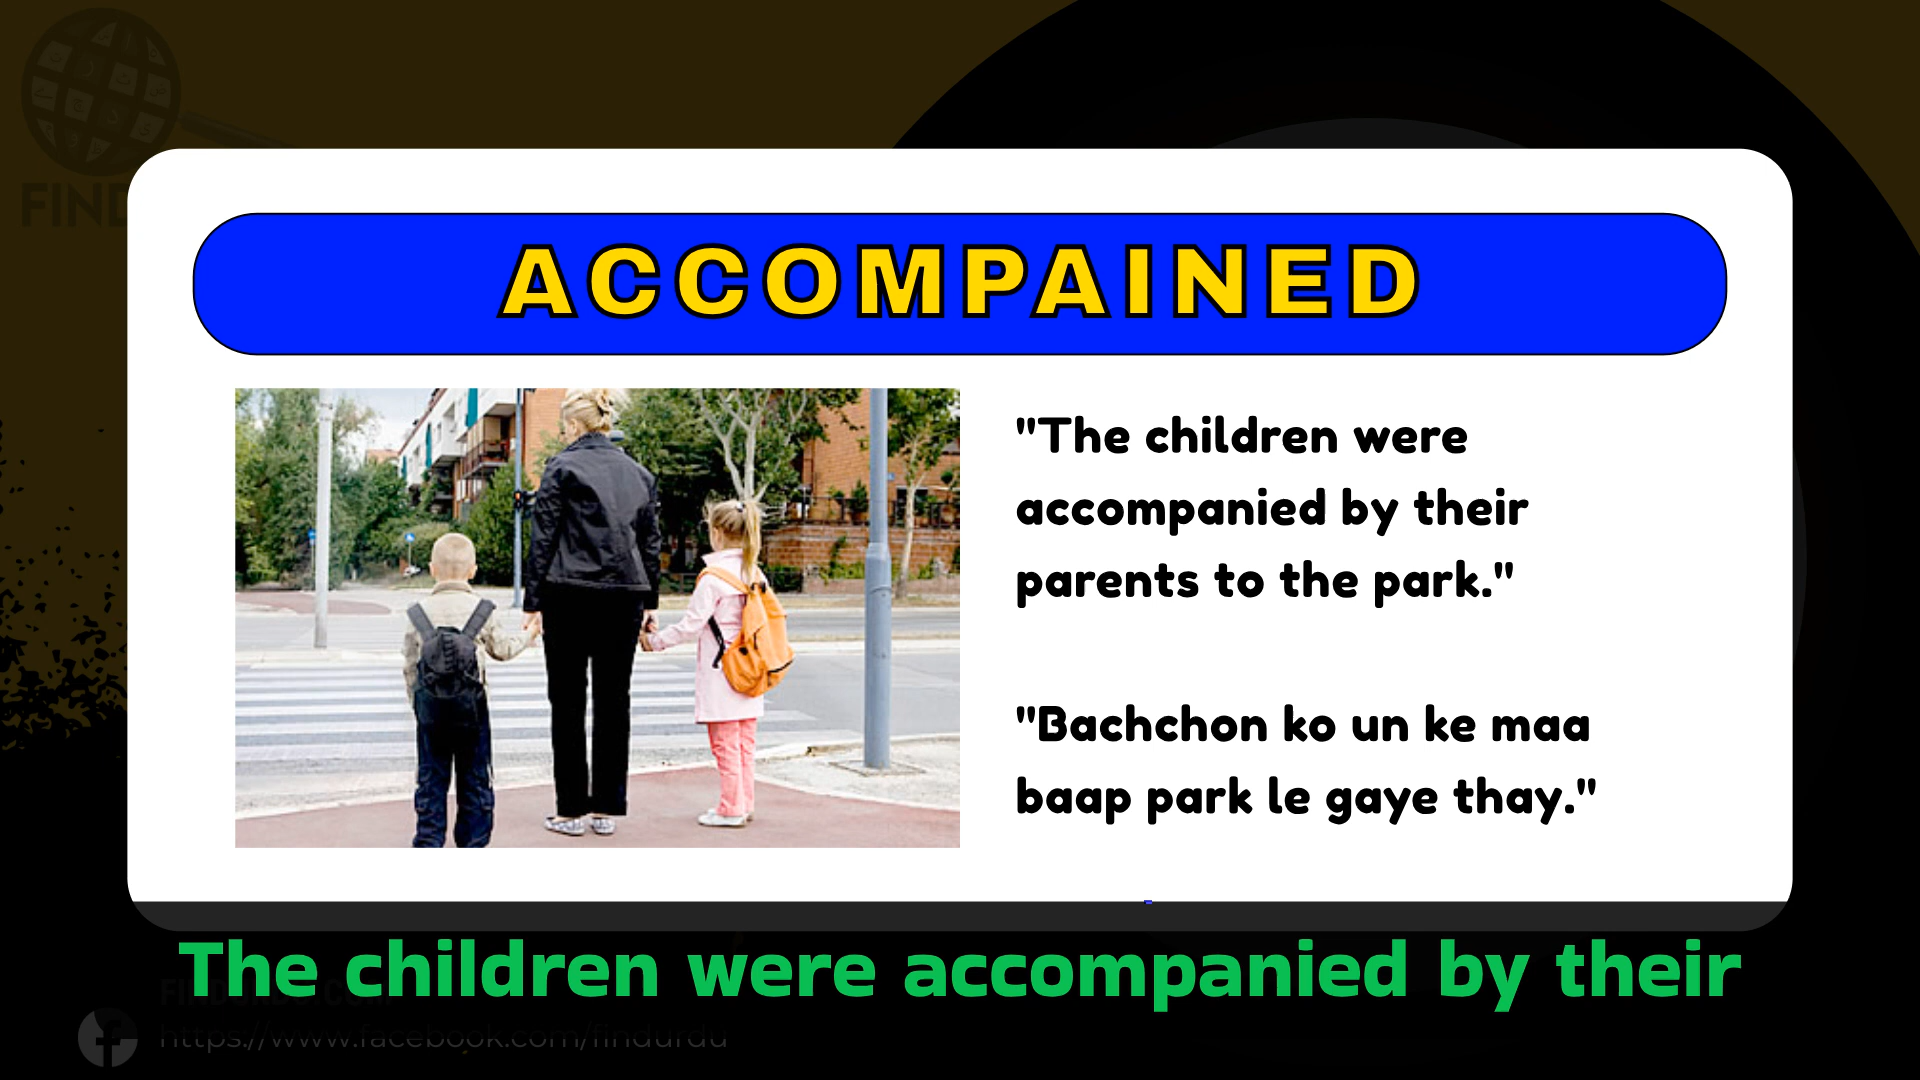 FIND
ACCOMPAINED
"The children were
accompanied by their
parents to the park."
"Bachchon ko un ke maa
baap park le gaye thay."
The children were accompanied by their
https://www.facebook.com/findurdu